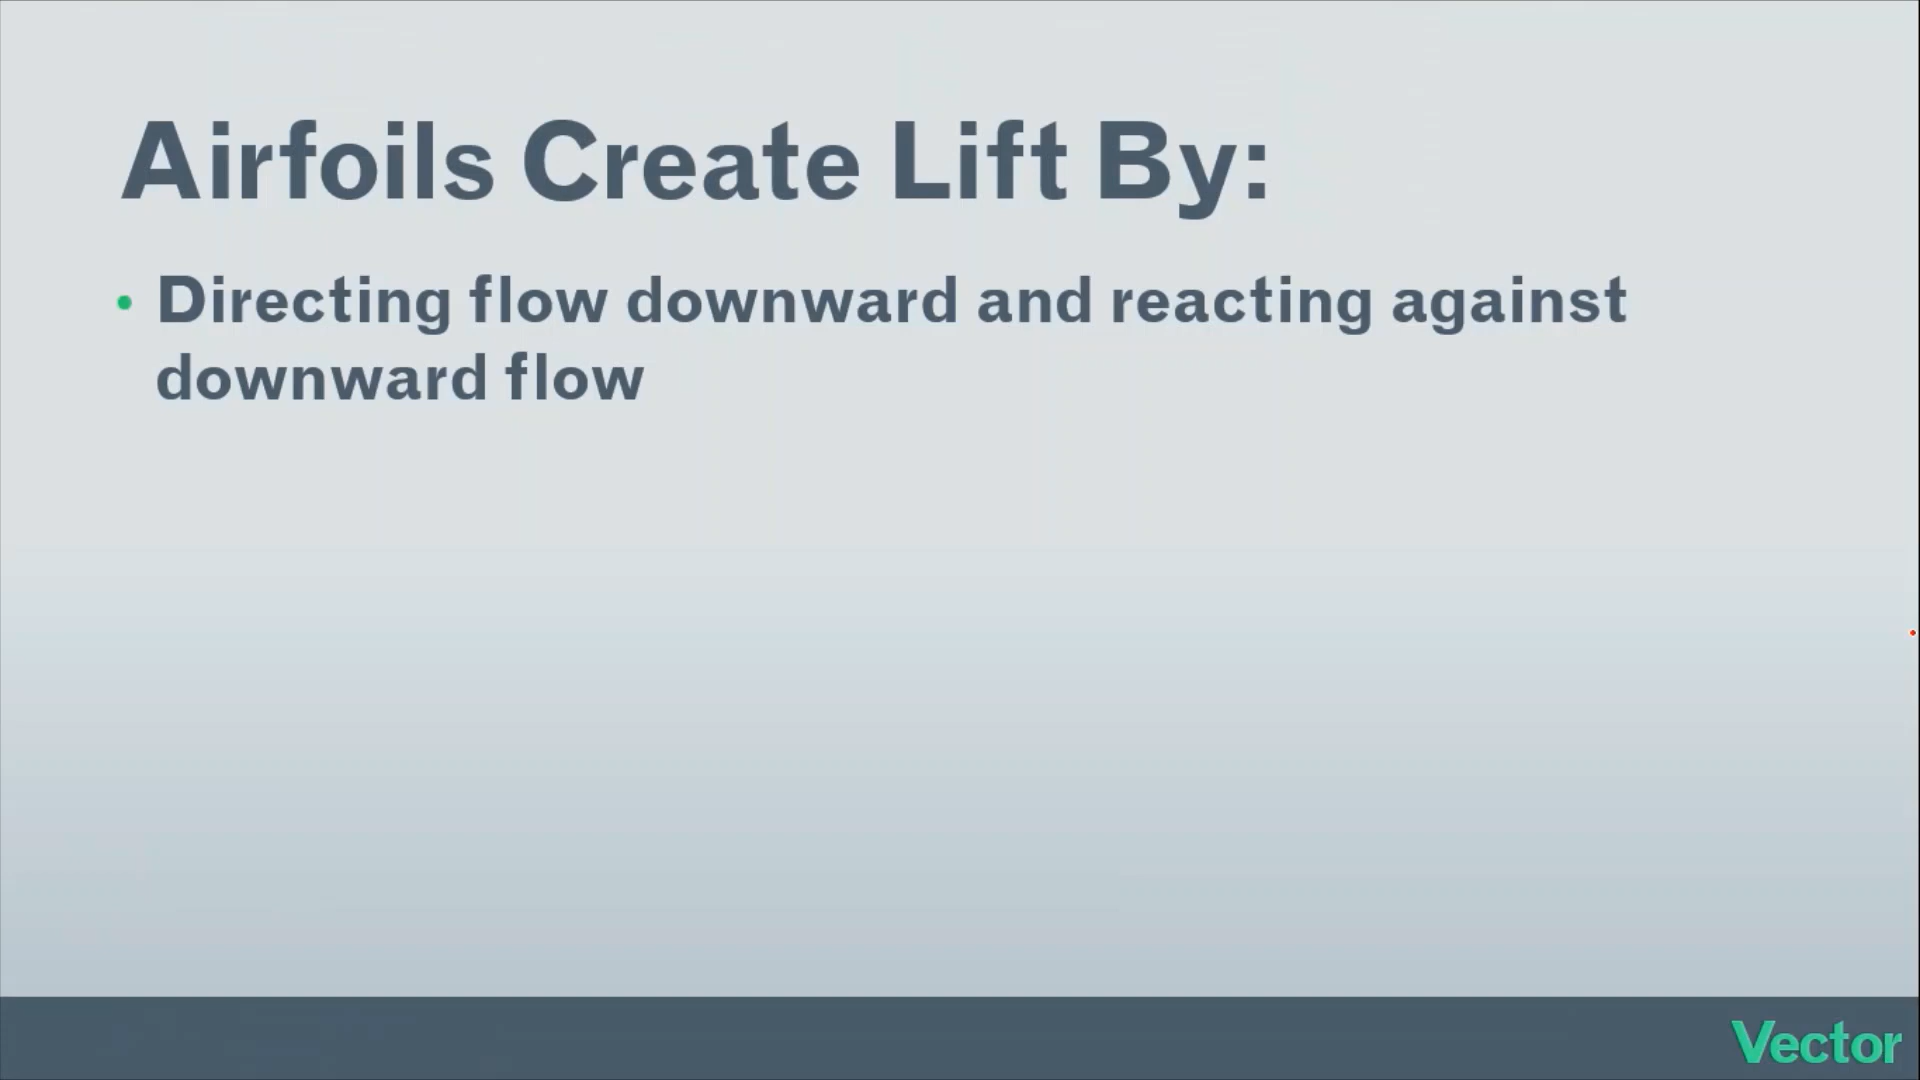 Airfoils Create Lift By:
• Directing flow downward and reacting against
downward flow
Vector